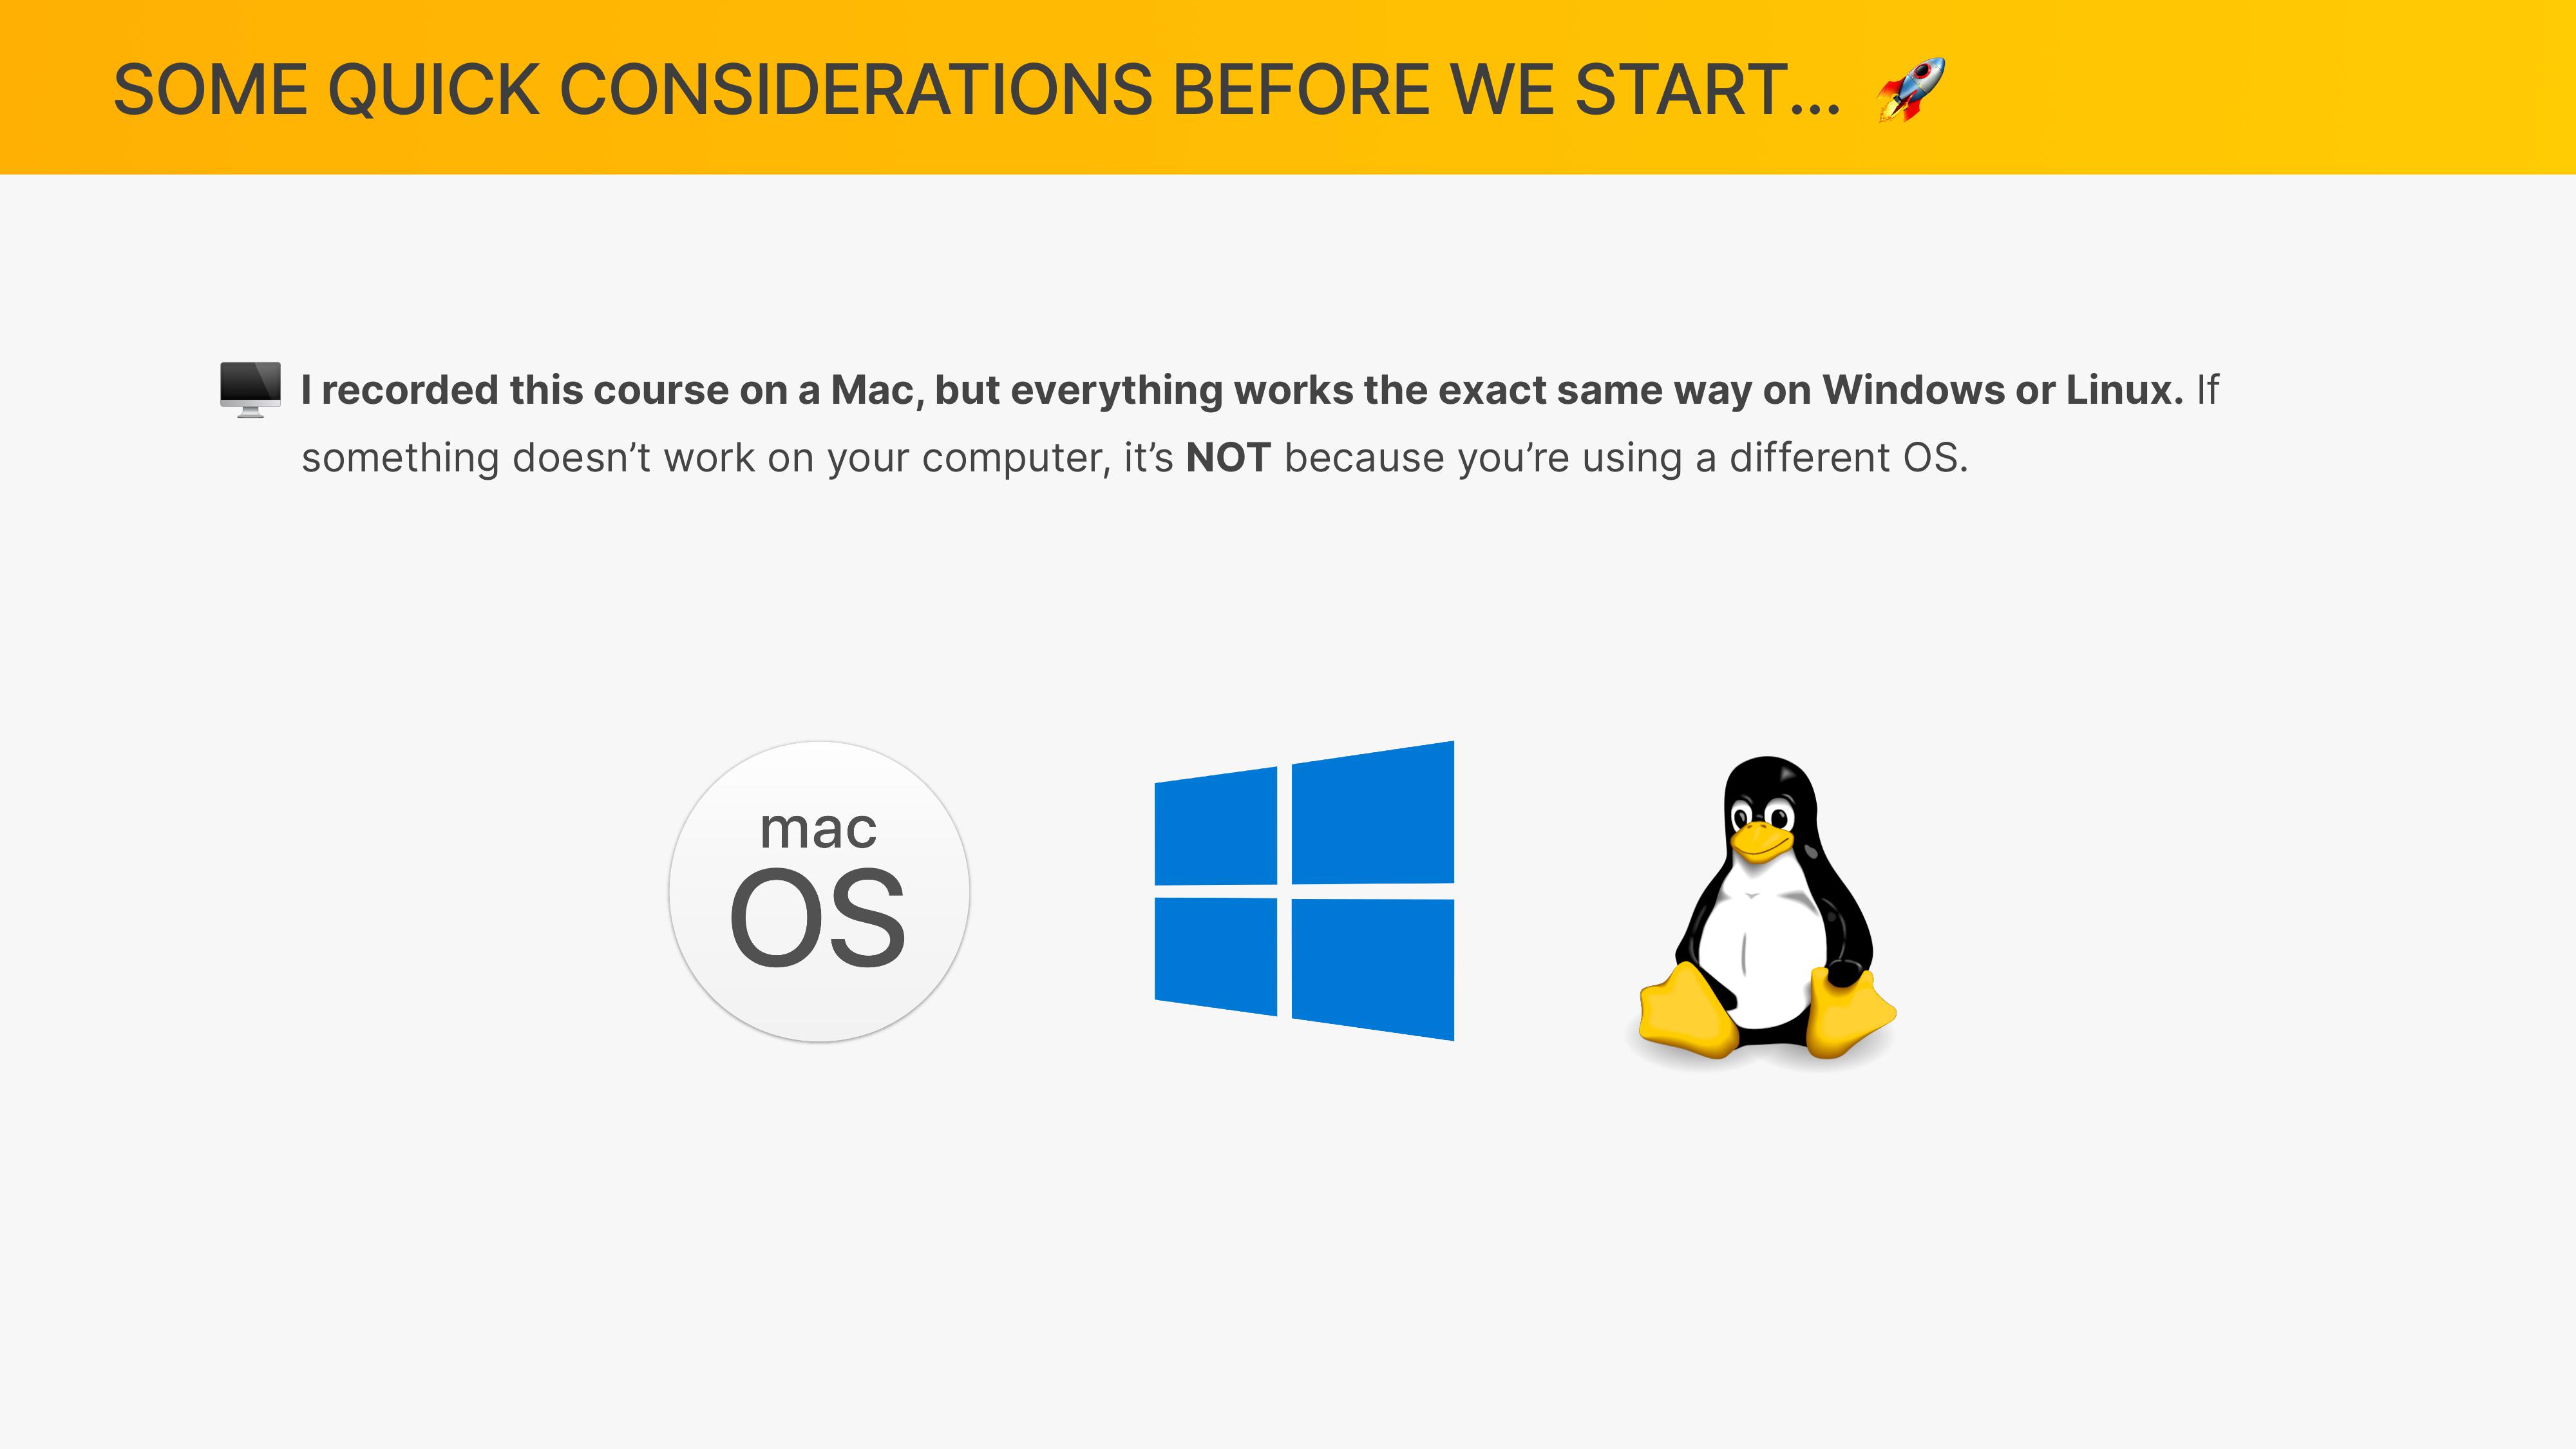 SOME QUICK CONSIDERATIONS BEFORE WE START... 🚀
🖥 I recorded this course on a Mac, but everything works the exact same way on Windows or Linux. If
something doesn’t work on your computer, it’s NOT because you’re using a different OS.
mac
OS